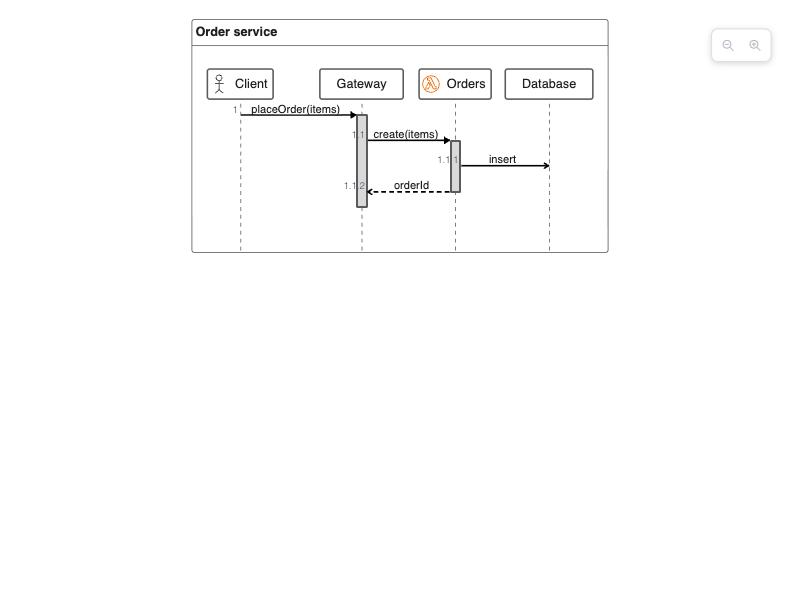 Order service
Client
Gateway
Orders
Database
1
placeOrder(items)
1.1
create(items)
1.1.1
insert
1.1.2
orderId